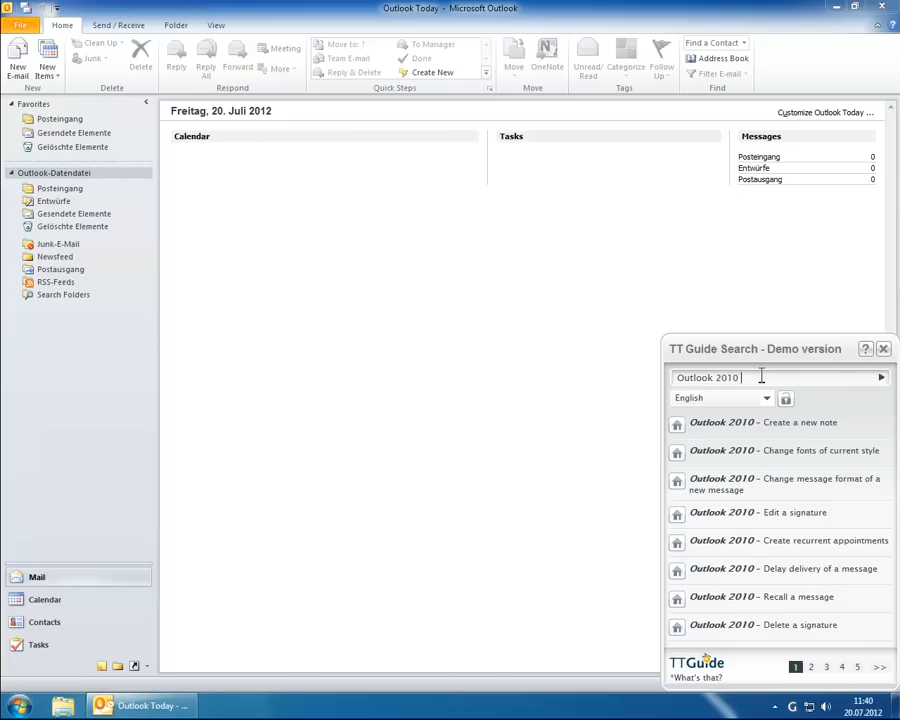 Outlook Today - Microsoft Outlook
File Home Send / Receive Folder View
New E-mail
New Items
New
Clean Up
Junk
Delete
Delete
Reply
Reply All
Forward
Meeting
More
Respond
Move to: ?
Team E-mail
Reply & Delete
To Manager
Done
Create New
Quick Steps
Move
OneNote
Move
Unread/ Read
Categorize
Follow Up
Tags
Find a Contact
Address Book
Filter E-mail
Find
Favorites
Posteingang
Gesendete Elemente
Gelöschte Elemente
Outlook-Datendatei
Posteingang
Entwürfe
Gesendete Elemente
Gelöschte Elemente
Junk-E-Mail
Newsfeed
Postausgang
RSS-Feeds
Search Folders
Mail
Calendar
Contacts
Tasks
Freitag, 20. Juli 2012
Customize Outlook Today ...
Calendar
Tasks
Messages
Posteingang 0
Entwürfe 0
Postausgang 0
TT Guide Search - Demo version
Outlook 2010
English
Outlook 2010 – Create a new note
Outlook 2010 – Change fonts of current style
Outlook 2010 – Change message format of a
new message
Outlook 2010 – Edit a signature
Outlook 2010 – Create recurrent appointments
Outlook 2010 – Delay delivery of a message
Outlook 2010 – Recall a message
Outlook 2010 – Delete a signature
TTGuide
*What's that?
1 2 3 4 5 >>
Outlook Today - ...
11:40
20.07.2012